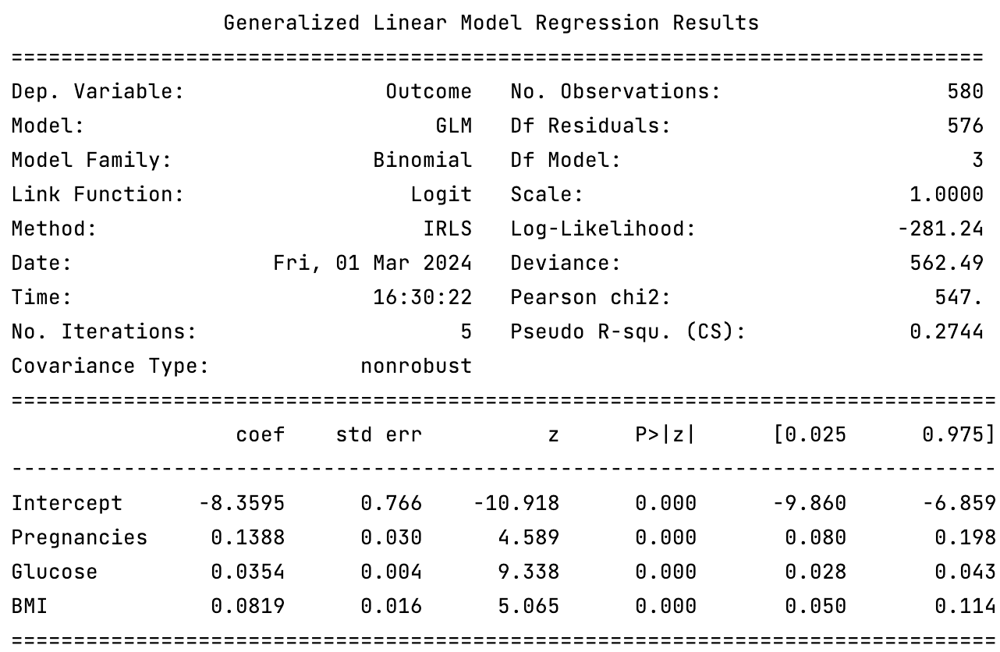 Generalized Linear Model Regression Results
==============================================================================
Dep. Variable:                Outcome   No. Observations:                  580
Model:                            GLM   Df Residuals:                      576
Model Family:                Binomial   Df Model:                            3
Link Function:                  Logit   Scale:                          1.0000
Method:                          IRLS   Log-Likelihood:                -281.24
Date:                Fri, 01 Mar 2024   Deviance:                       562.49
Time:                        16:30:22   Pearson chi2:                     547.
No. Iterations:                     5   Pseudo R-squ. (CS):             0.2744
Covariance Type:            nonrobust
===============================================================================
                  coef    std err          z      P>|z|      [0.025      0.975]
-------------------------------------------------------------------------------
Intercept      -8.3595      0.766    -10.918      0.000      -9.860      -6.859
Pregnancies     0.1388      0.030      4.589      0.000       0.080       0.198
Glucose         0.0354      0.004      9.338      0.000       0.028       0.043
BMI             0.0819      0.016      5.065      0.000       0.050       0.114
===============================================================================